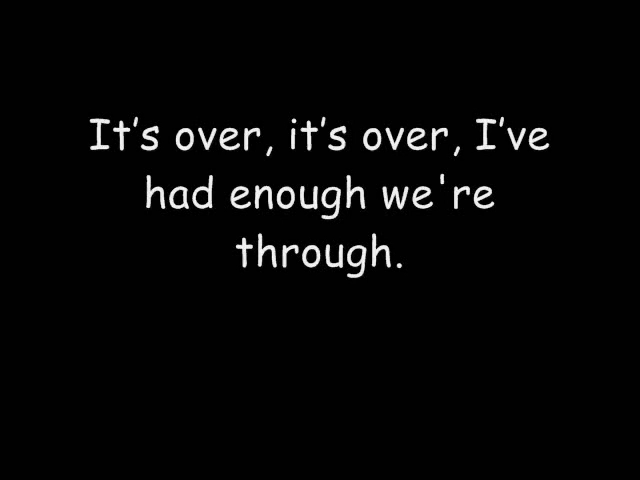 It’s over, it’s over, I’ve
had enough we're
through.